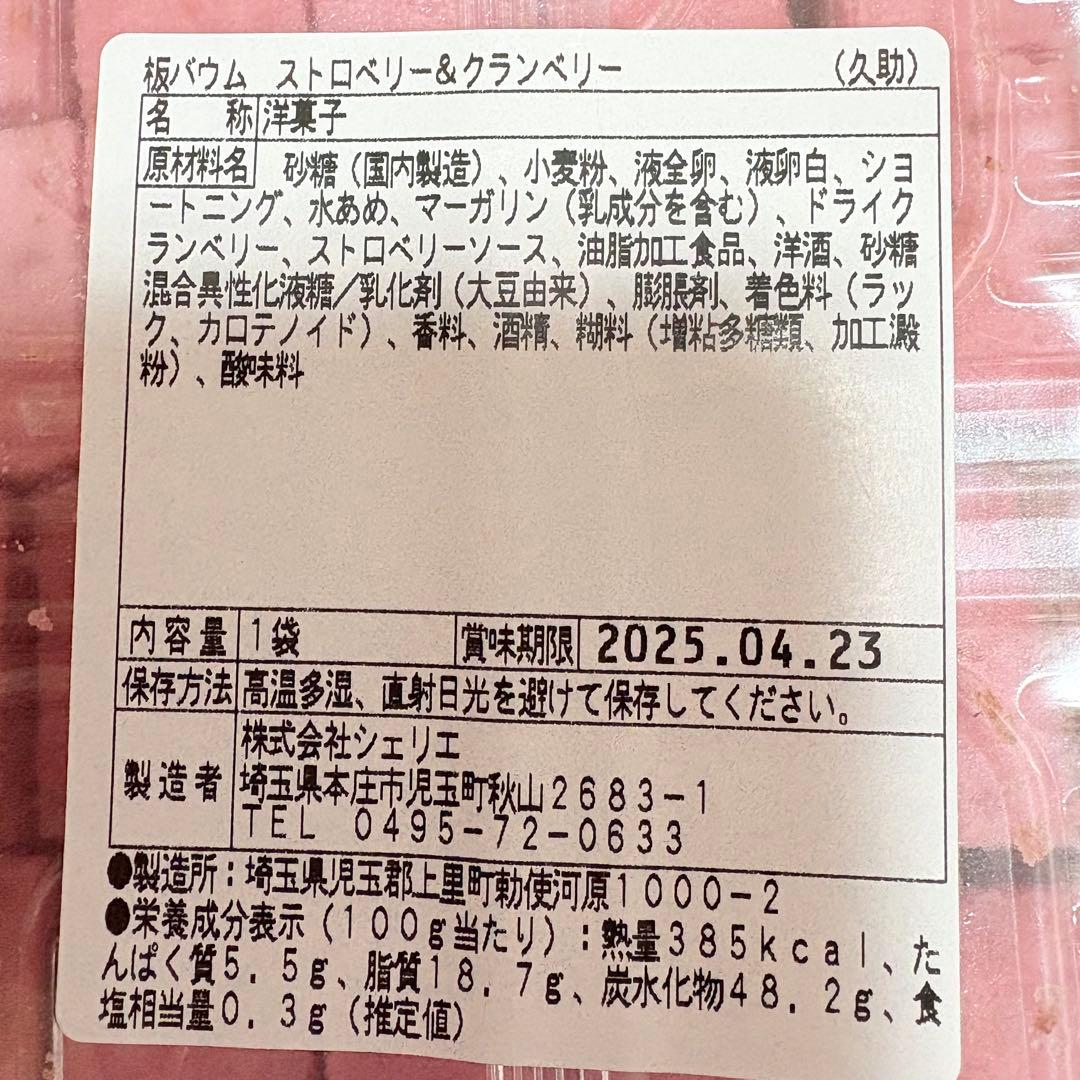 板バウム　ストロベリー＆クランベリー　（久助）
名　称 洋菓子
原材料名 砂糖（国内製造）、小麦粉、液全卵、液卵白、ショ
ートニング、水あめ、マーガリン（乳成分を含む）、ドライク
ランベリー、ストロベリーソース、油脂加工食品、洋酒、砂糖
混合異性化液糖／乳化剤（大豆由来）、膨脹剤、着色料（ラッ
ク、カロテノイド）、香料、酒精、糊料（増粘多糖類、加工澱
粉）、酸味料
内容量 1袋 賞味期限 2025.04.23
保存方法 高温多湿、直射日光を避けて保存してください。
製造者 株式会社シェリエ
埼玉県本庄市児玉町秋山２６８３－１
ＴＥＬ　０４９５－７２－０６３３
●製造所：埼玉県児玉郡上里町勅使河原１０００－２
●栄養成分表示（１００ｇ当たり）：熱量３８５ｋｃａｌ、た
んぱく質５．５ｇ、脂質１８．７ｇ、炭水化物４８．２ｇ、食
塩相当量０．３ｇ（推定値）